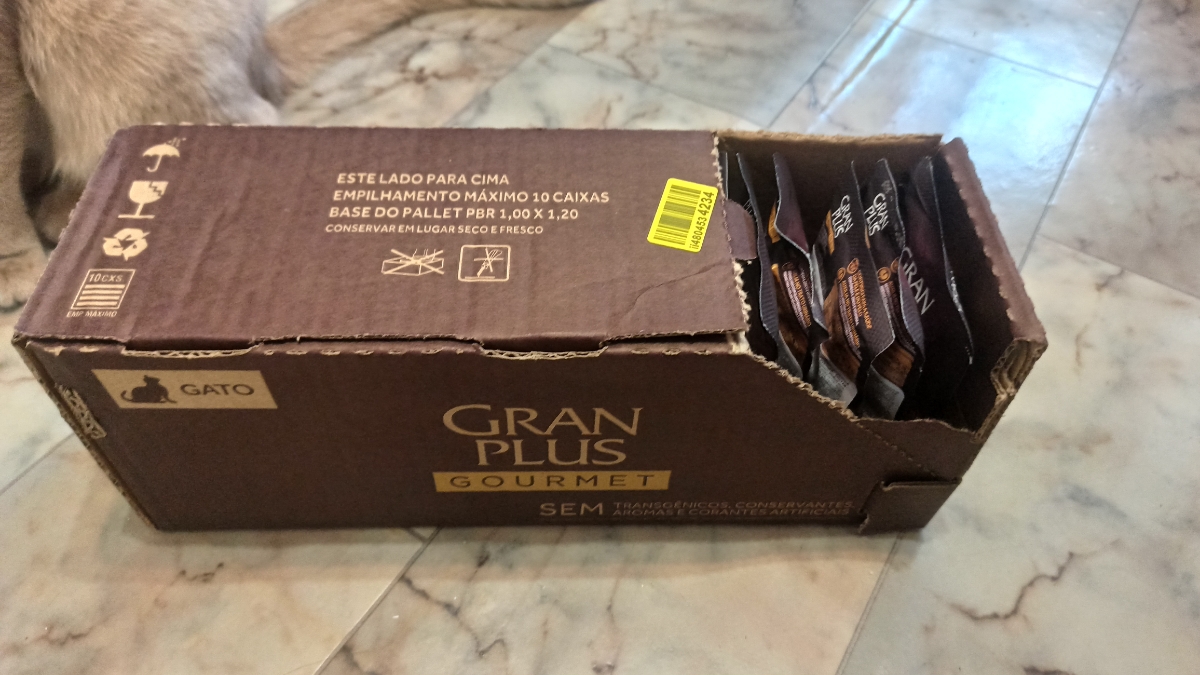 ESTE LADO PARA CIMA
EMPILHAMENTO MÁXIMO 10 CAIXAS
BASE DO PALLET PBR 1,00 X 1,20
CONSERVAR EM LUGAR SECO E FRESCO
10 CXS.
EMP. MÁXIMO
GATO
GRAN
PLUS
GOURMET
SEM TRANSGÊNICOS, CONSERVANTES,
AROMAS E CORANTES ARTIFICIAIS
GRAN
PLUS
GRAN
PLUS
GRAN